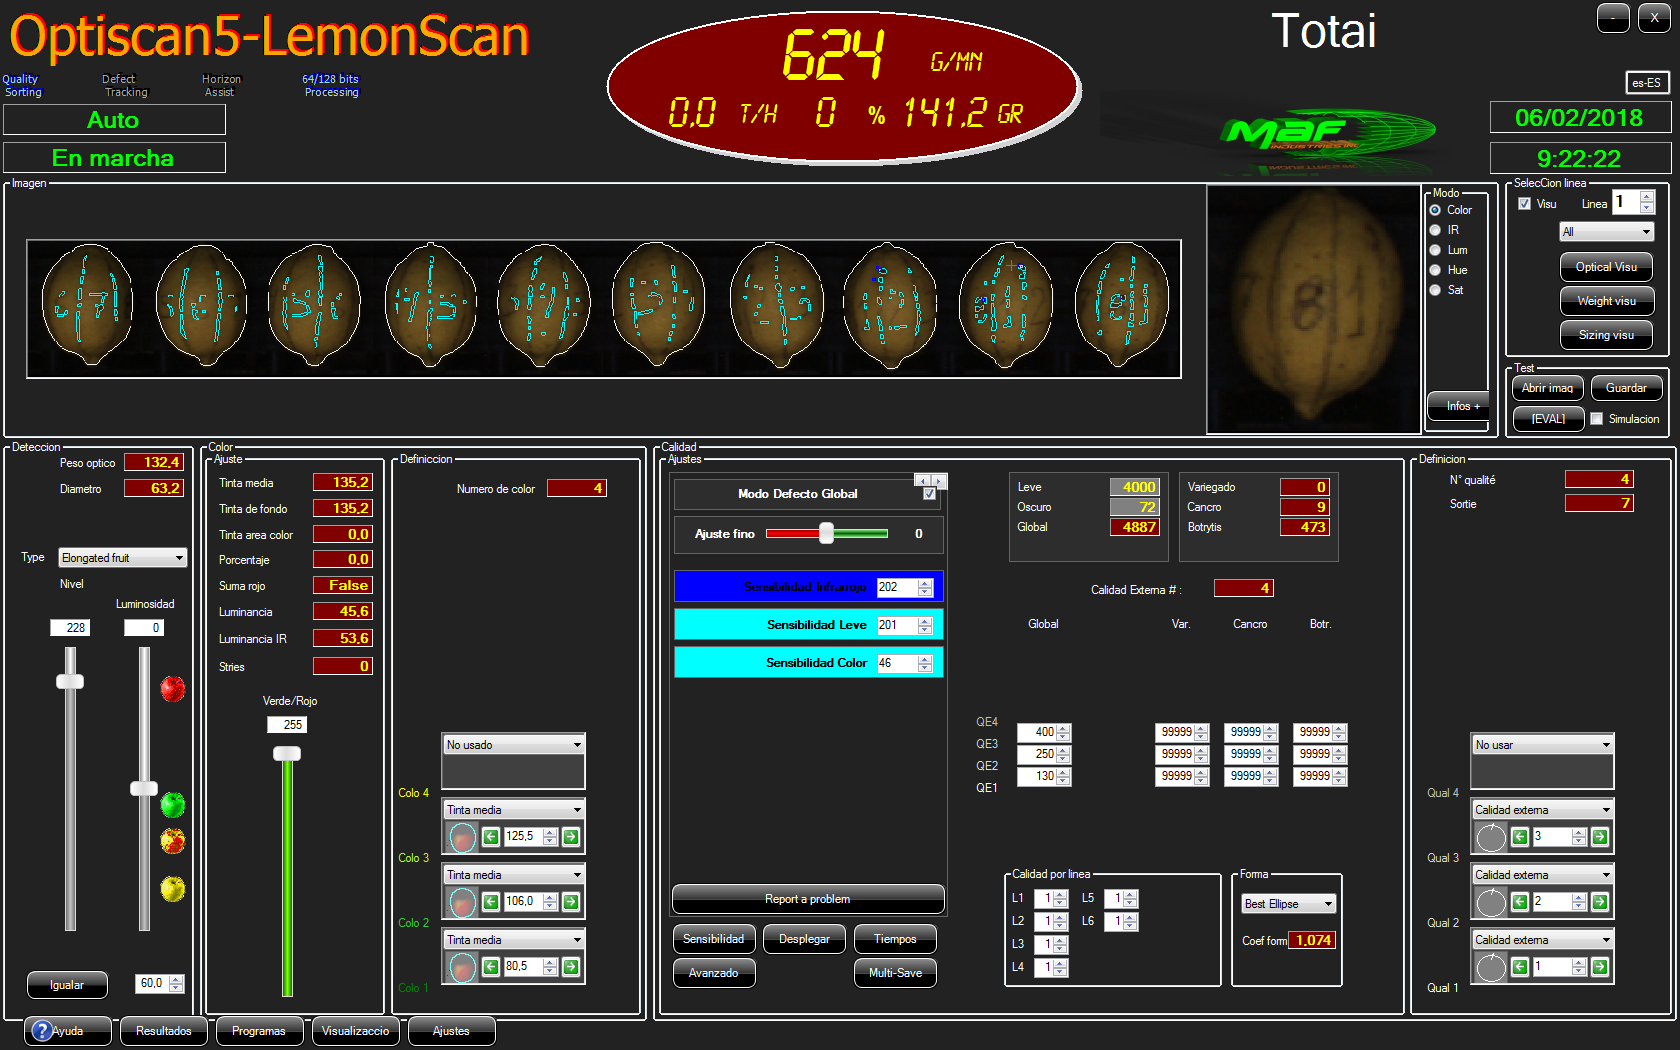 Optiscan5-LemonScan
Quality Sorting
Defect Tracking
Horizon Assist
64/128 bits Processing
Auto
En marcha
624 G/MN
0,0 T/H 0 % 141,2 GR
Totai
- X
es-ES
MAF
INDUSTRIES INC
06/02/2018
9:22:22
Imagen
8
Modo
Color
IR
Lum
Hue
Sat
Infos +
SelecCion linea
Visu Linea 1
All
Optical Visu
Weight visu
Sizing visu
Test
Abrir imag Guardar
[EVAL] Simulacion
Deteccion
Peso optico 132,4
Diametro 63,2
Type Elongated fruit
Nivel
Luminosidad
228 0
Igualar 60,0
Color
Ajuste
Tinta media 135,2
Tinta de fondo 135,2
Tinta area color 0,0
Porcentaje 0,0
Suma rojo False
Luminancia 45,6
Luminancia IR 53,6
Stries 0
Verde/Rojo
255
Definiccion
Numero de color 4
No usado
Colo 4
Tinta media
125,5
Colo 3
Tinta media
106,0
Colo 2
Tinta media
80,5
Colo 1
Calidad
Ajustes
Modo Defecto Global
Ajuste fino 0
Sensibilidad Infrarrojo 202
Sensibilidad Leve 201
Sensibilidad Color 46
Report a problem
Sensibilidad Desplegar Tiempos
Avanzado Multi-Save
Leve 4000
Oscuro 72
Global 4887
Variegado 0
Cancro 9
Botrytis 473
Calidad Externa # : 4
Global Var. Cancro Botr.
QE4
400 99999 99999 99999
QE3
250 99999 99999 99999
QE2
130 99999 99999 99999
QE1
Calidad por linea
L1 1 L5 1
L2 1 L6 1
L3 1
L4 1
Forma
Best Ellipse
Coef form 1,074
Definicion
N° qualité 4
Sortie 7
No usar
Qual 4
Calidad externa
3
Qual 3
Calidad externa
2
Qual 2
Calidad externa
1
Qual 1
? Ayuda Resultados Programas Visualizaccio Ajustes